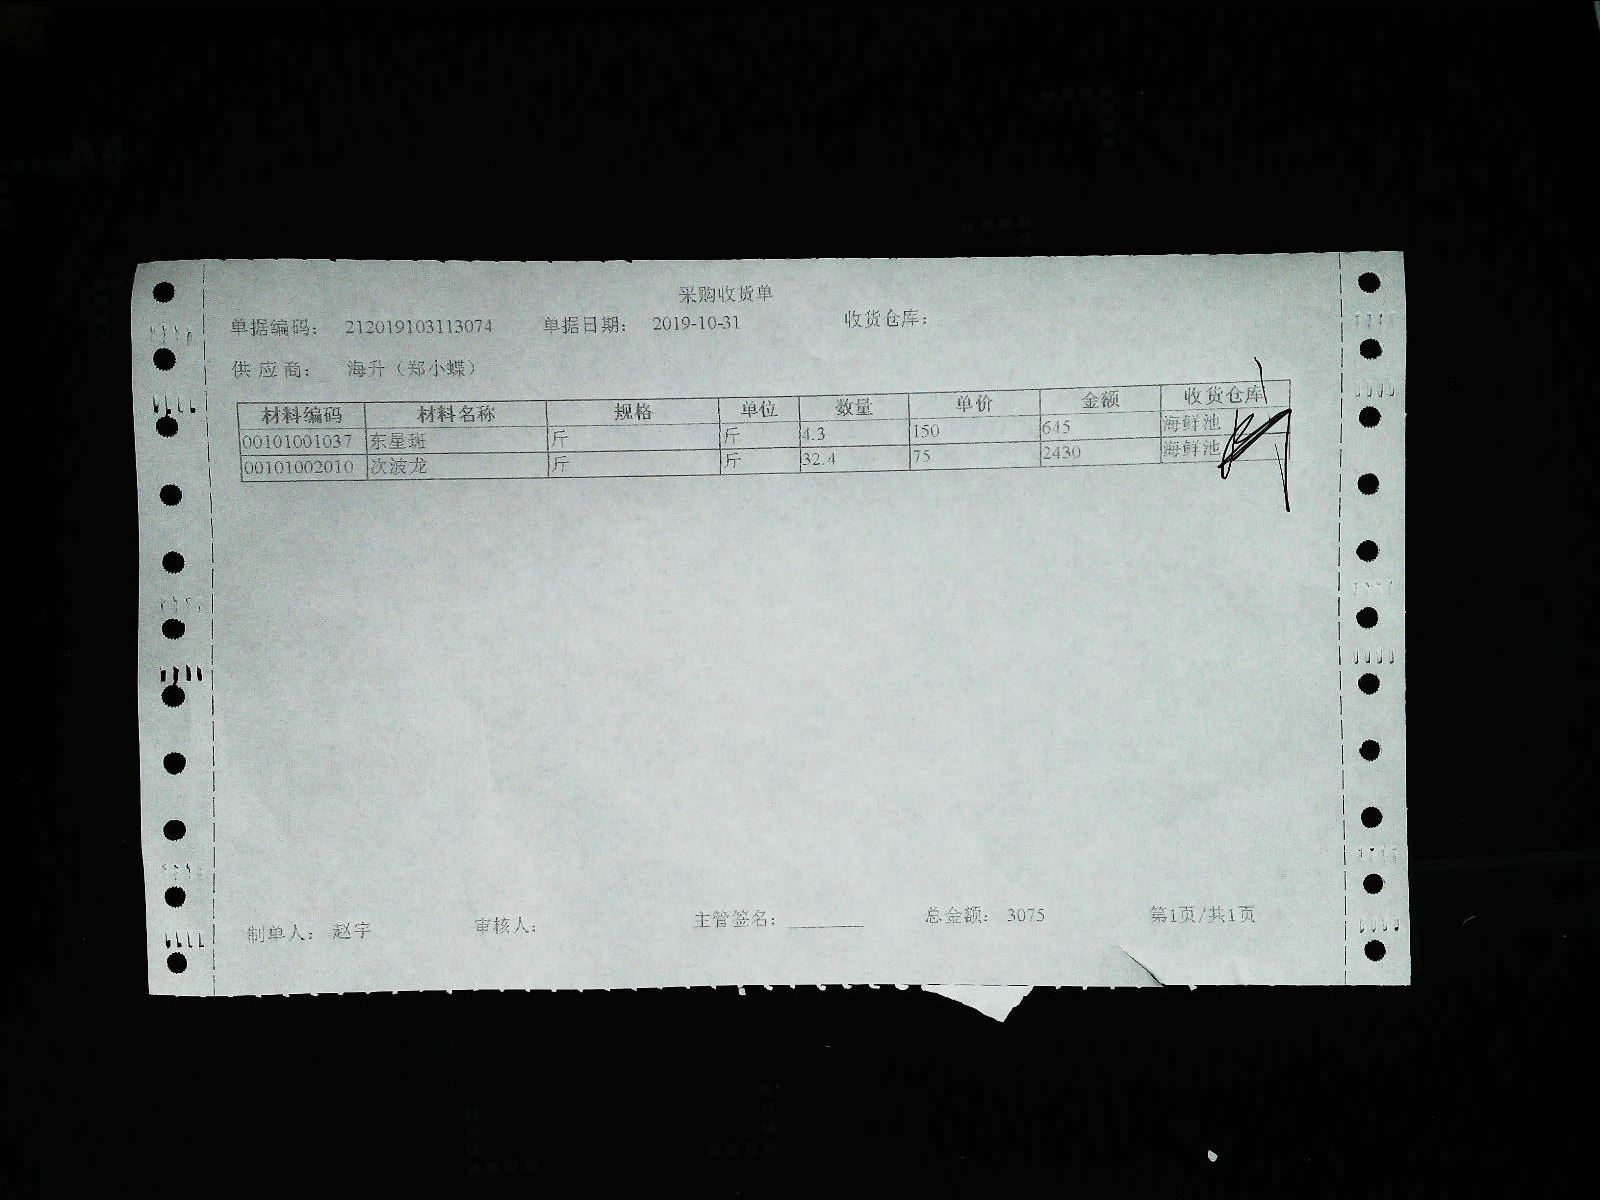 采购收货单
单据编码： 212019103113074 单据日期： 2019-10-31 收货仓库：
供 应 商： 海升（郑小蝶）
材料编码 材料名称 规格 单位 数量 单价 金额 收货仓库
00101001037 东星斑 斤 斤 4.3 150 645 海鲜池
00101002010 次波龙 斤 斤 32.4 75 2430 海鲜池
制单人： 赵宇 审核人： 主管签名： 总金额： 3075 第1页/共1页